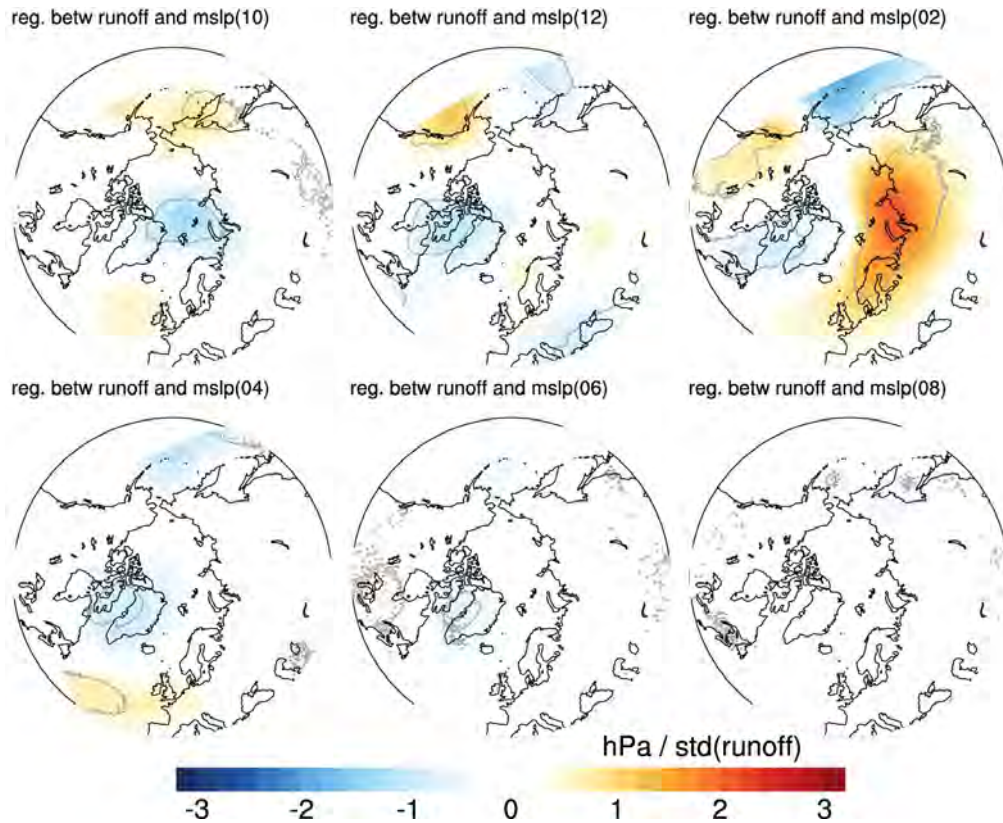 reg. betw runoff and mslp(10)
reg. betw runoff and mslp(12)
reg. betw runoff and mslp(02)
reg. betw runoff and mslp(04)
reg. betw runoff and mslp(06)
reg. betw runoff and mslp(08)
hPa / std(runoff)
-3 -2 -1 0 1 2 3